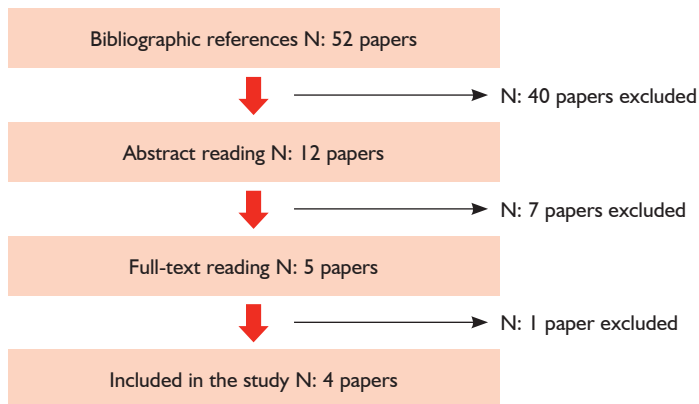 Bibliographic references N: 52 papers
N: 40 papers excluded
Abstract reading N: 12 papers
N: 7 papers excluded
Full-text reading N: 5 papers
N: 1 paper excluded
Included in the study N: 4 papers